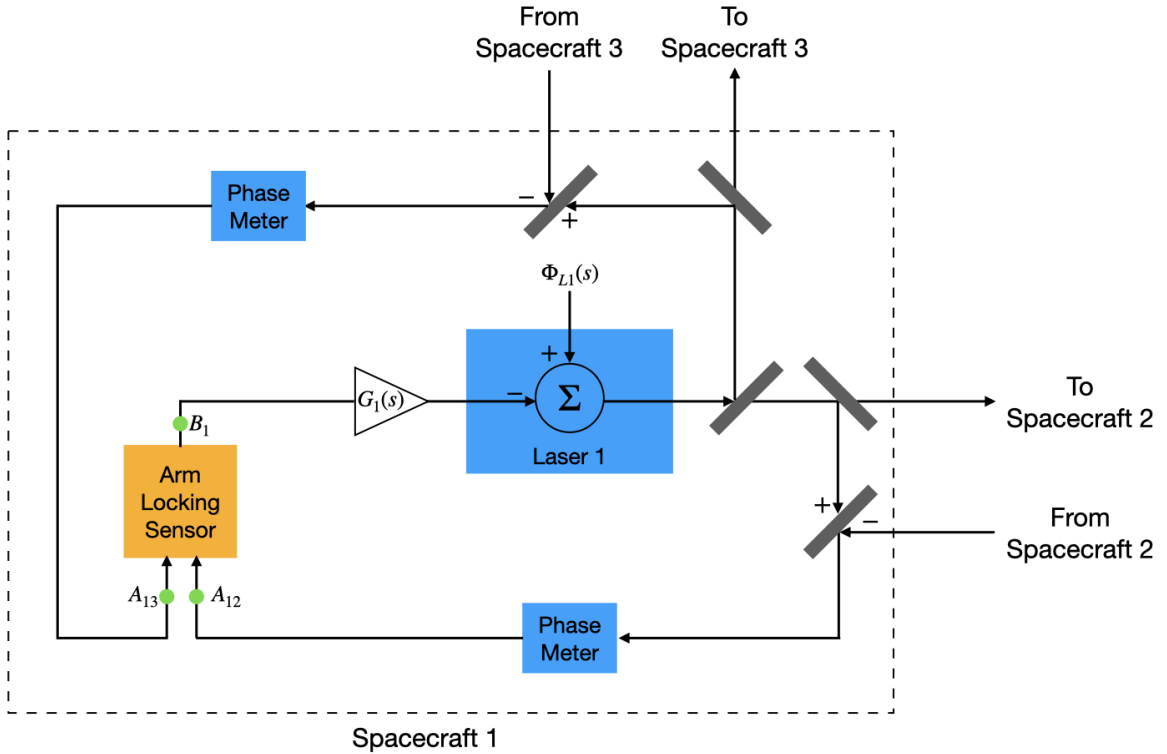 From
Spacecraft 3
To
Spacecraft 3
Phase
Meter
−
+
Φ_{L1}(s)
+
G_1(s)
−
Σ
Laser 1
To
Spacecraft 2
B_1
Arm
Locking
Sensor
+
−
From
Spacecraft 2
A_{13}
A_{12}
Phase
Meter
Spacecraft 1